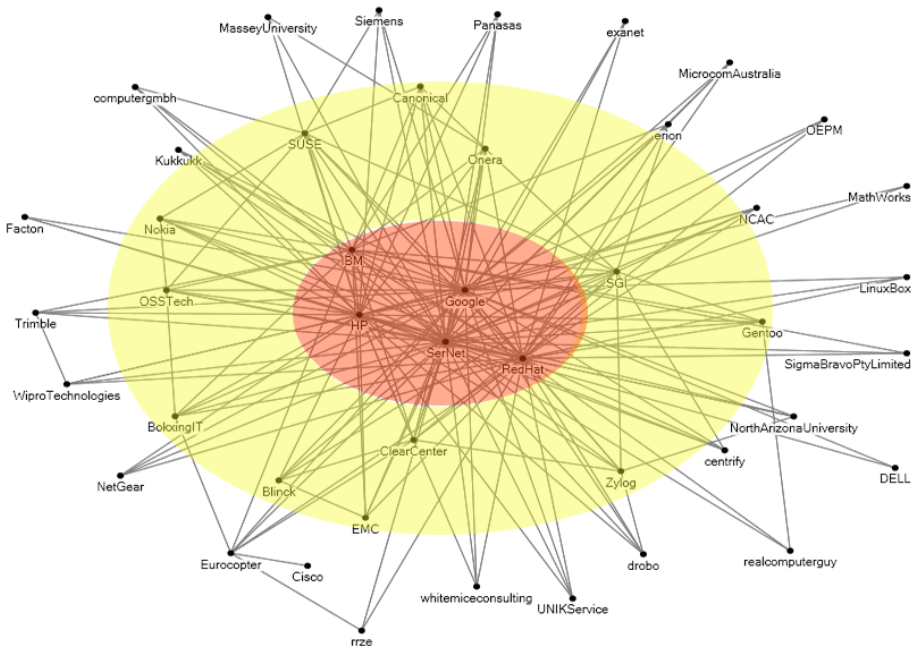 Siemens
MasseyUniversity
Panasas
exanet
MicrocomAustralia
computergmbh
Canonical
erion
OEPM
SUSE
Onera
Kukkukk
MathWorks
NCAC
Facton
Nokia
BM
SGI
LinuxBox
OSSTech
Google
Trimble
HP
Gentoo
SerNet
SigmaBravoPtyLimited
RedHat
WiproTechnologies
NorthArizonaUniversity
BokxingIT
ClearCenter
centrify
DELL
NetGear
Zylog
Blinck
EMC
Eurocopter
Cisco
drobo
realcomputerguy
whitemiceconsulting
UNIKService
rrze